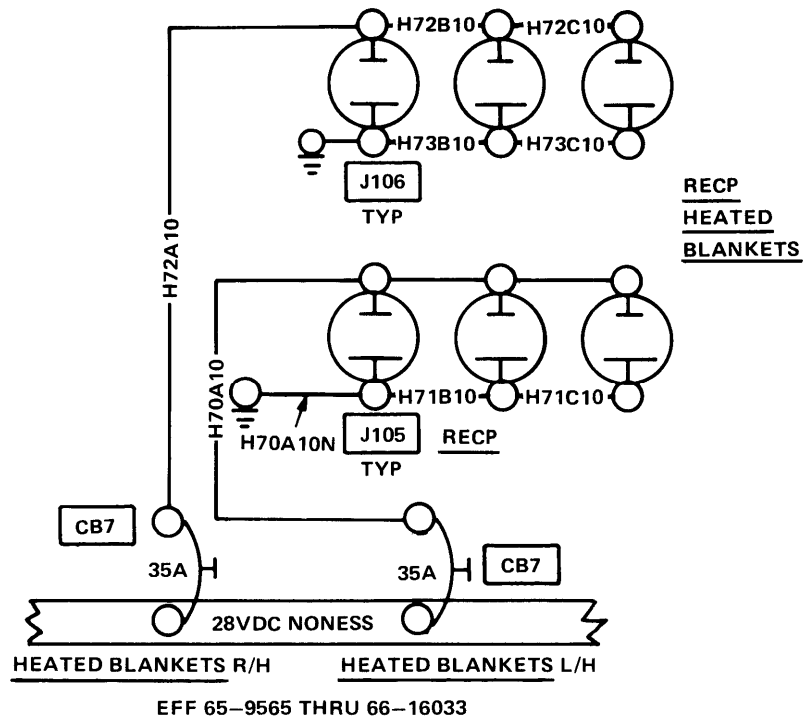 H72B10 H72C10
H73B10 H73C10
J106
TYP
RECP
HEATED
BLANKETS
H72A10
H70A10
H71B10 H71C10
H70A10N
J105 RECP
TYP
CB7
35A
35A
CB7
28VDC NONESS
HEATED BLANKETS R/H HEATED BLANKETS L/H
EFF 65–9565 THRU 66–16033